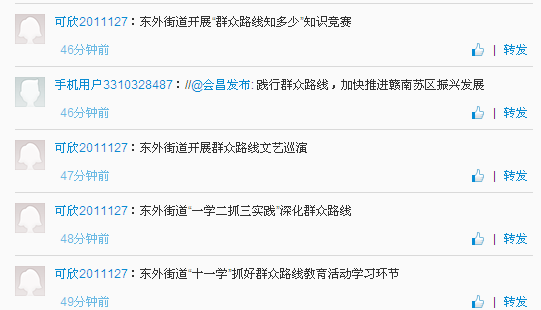 可欣2011127：东外街道开展“群众路线知多少”知识竞赛
46分钟前 | 转发
手机用户3310328487：//@会昌发布: 践行群众路线，加快推进赣南苏区振兴发展
46分钟前 | 转发
可欣2011127：东外街道开展群众路线文艺巡演
47分钟前 | 转发
可欣2011127：东外街道“一学二抓三实践”深化群众路线
48分钟前 | 转发
可欣2011127：东外街道“十一学”抓好群众路线教育活动学习环节
49分钟前 | 转发